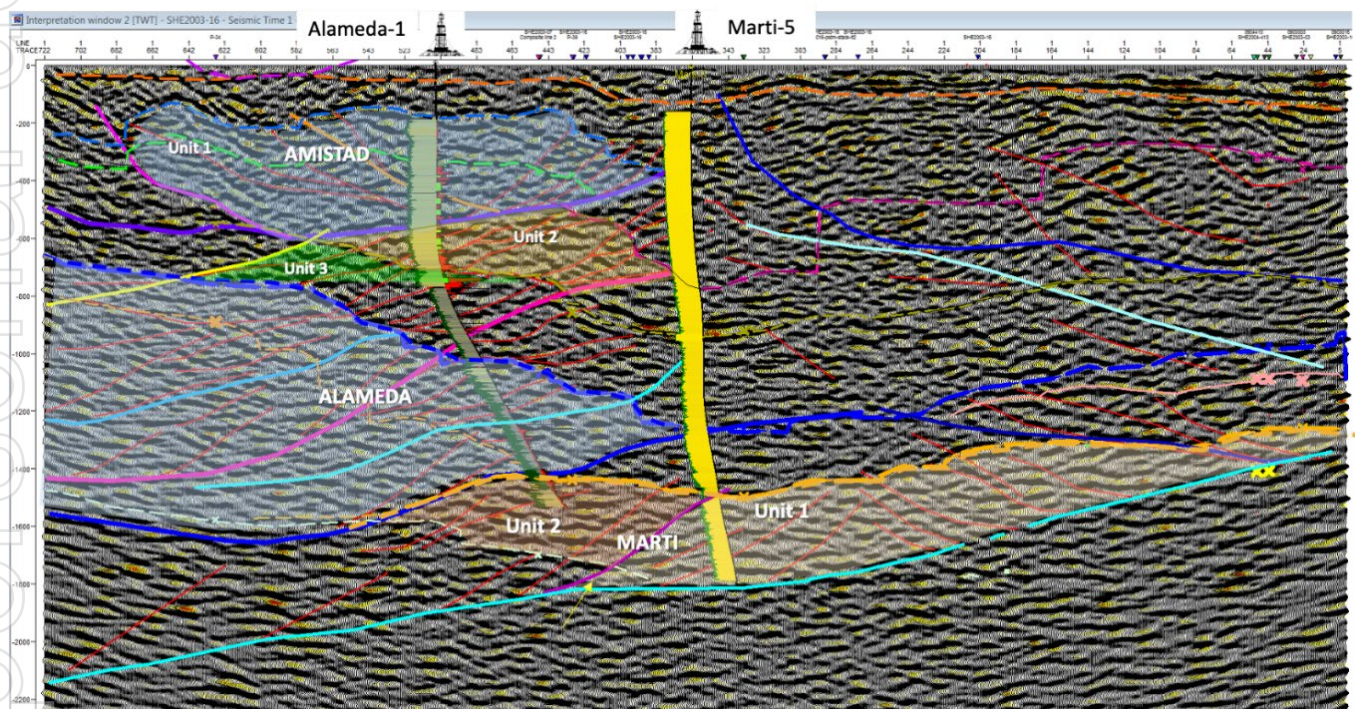 Interpretation window 2 [TWT] - SHE2003-16 - Seismic Time 1
Alameda-1
Marti-5
LINE
TRACE 722 702 682 662 642 622 602 582 563 543 523 483 463 443 423 403 383 343 323 303 284 264 244 224 204 184 164 144 124 104 84 64 44
0
-200
-400
-600
-800
-1000
-1200
-1400
-1600
-1800
-2000
-2200
Unit 1
AMISTAD
Unit 2
Unit 3
ALAMEDA
Unit 2
MARTI
Unit 1